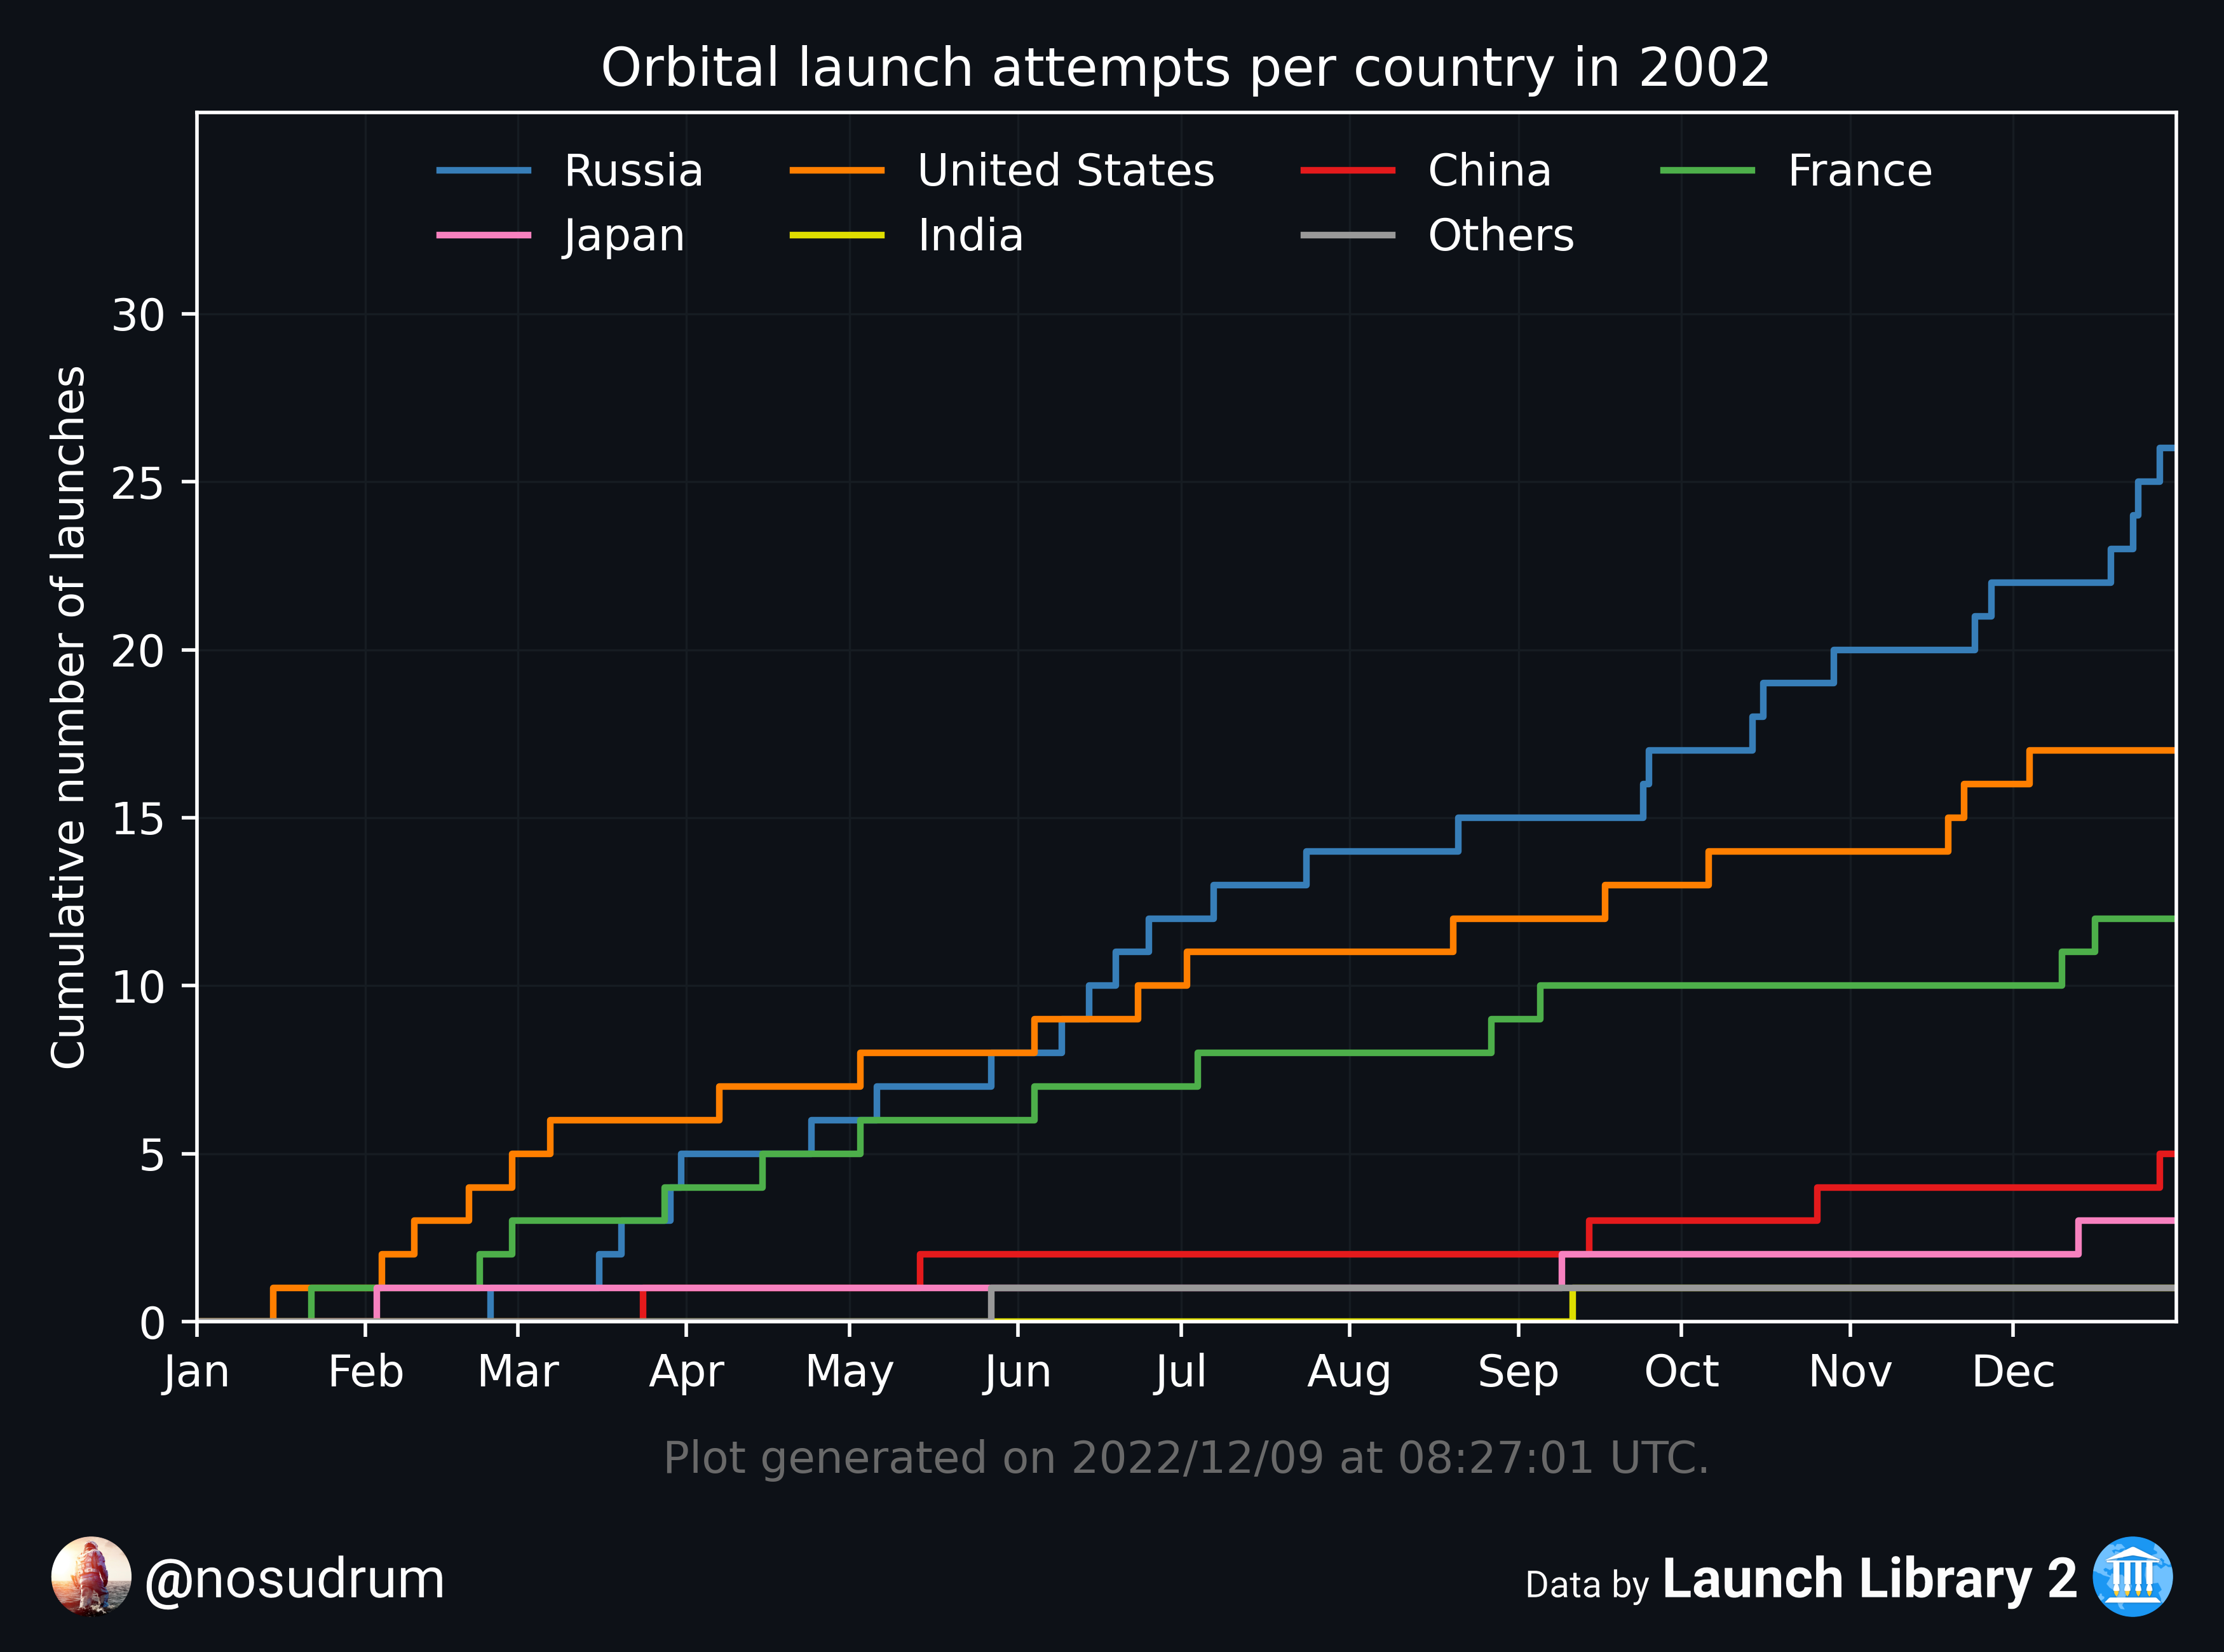 Orbital launch attempts per country in 2002
Russia United States China France
Japan India Others
Cumulative number of launches
30
25
20
15
10
5
0
Jan Feb Mar Apr May Jun Jul Aug Sep Oct Nov Dec
Plot generated on 2022/12/09 at 08:27:01 UTC.
@nosudrum
Data by Launch Library 2